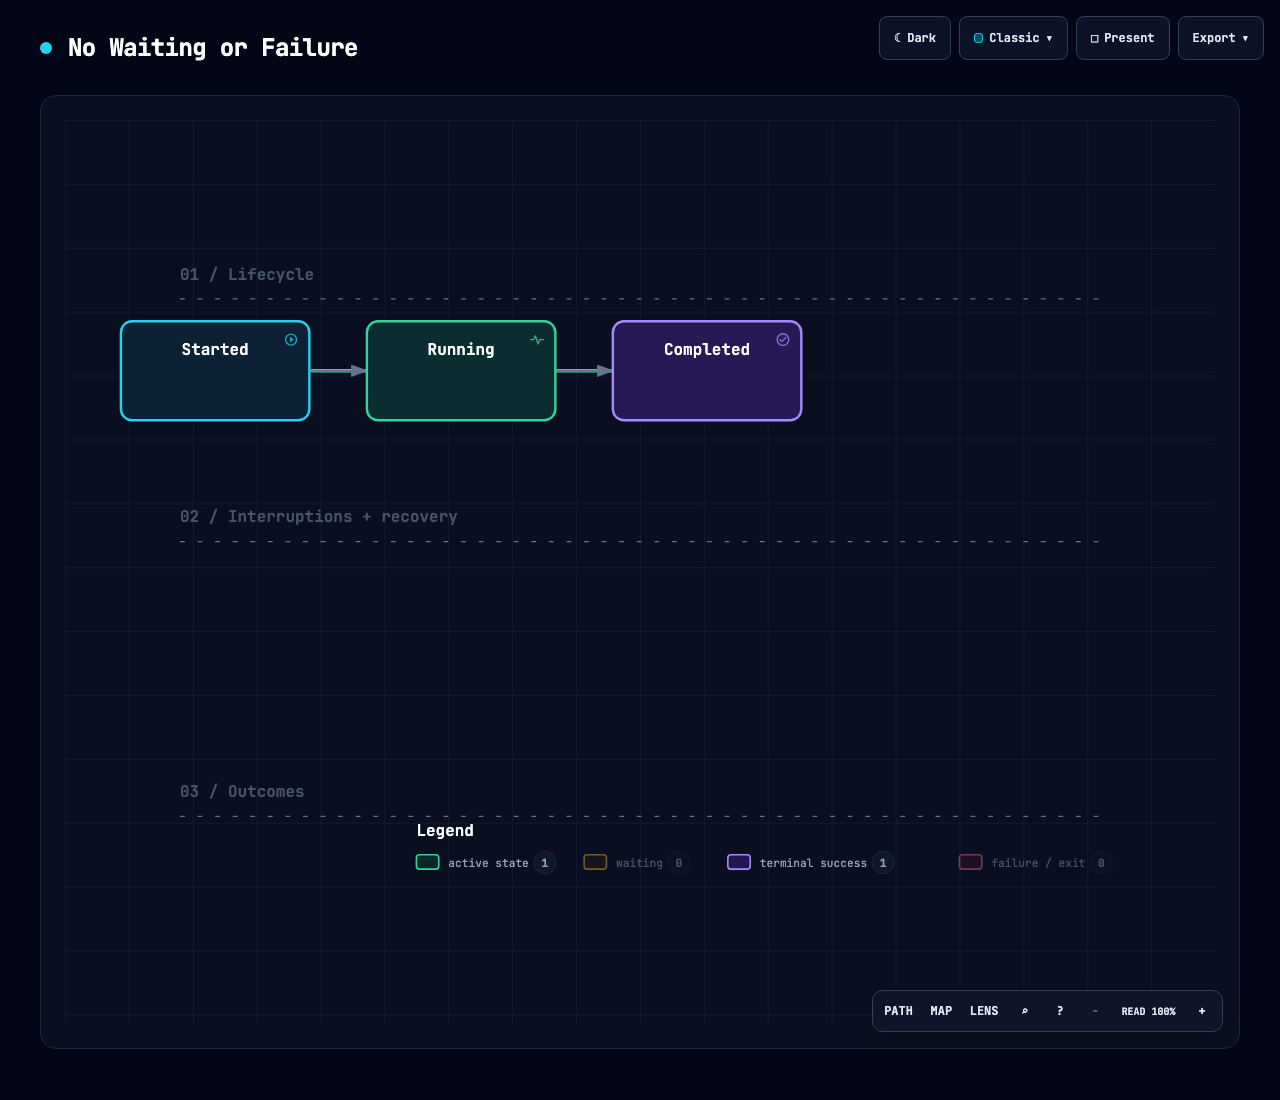 No Waiting or Failure
☾ Dark
Classic ▾
□ Present
Export ▾
01 / Lifecycle
Started
Running
Completed
02 / Interruptions + recovery
03 / Outcomes
Legend
active state 1
waiting 0
terminal success 1
failure / exit 0
PATH MAP LENS ⌕ ? - READ 100% +